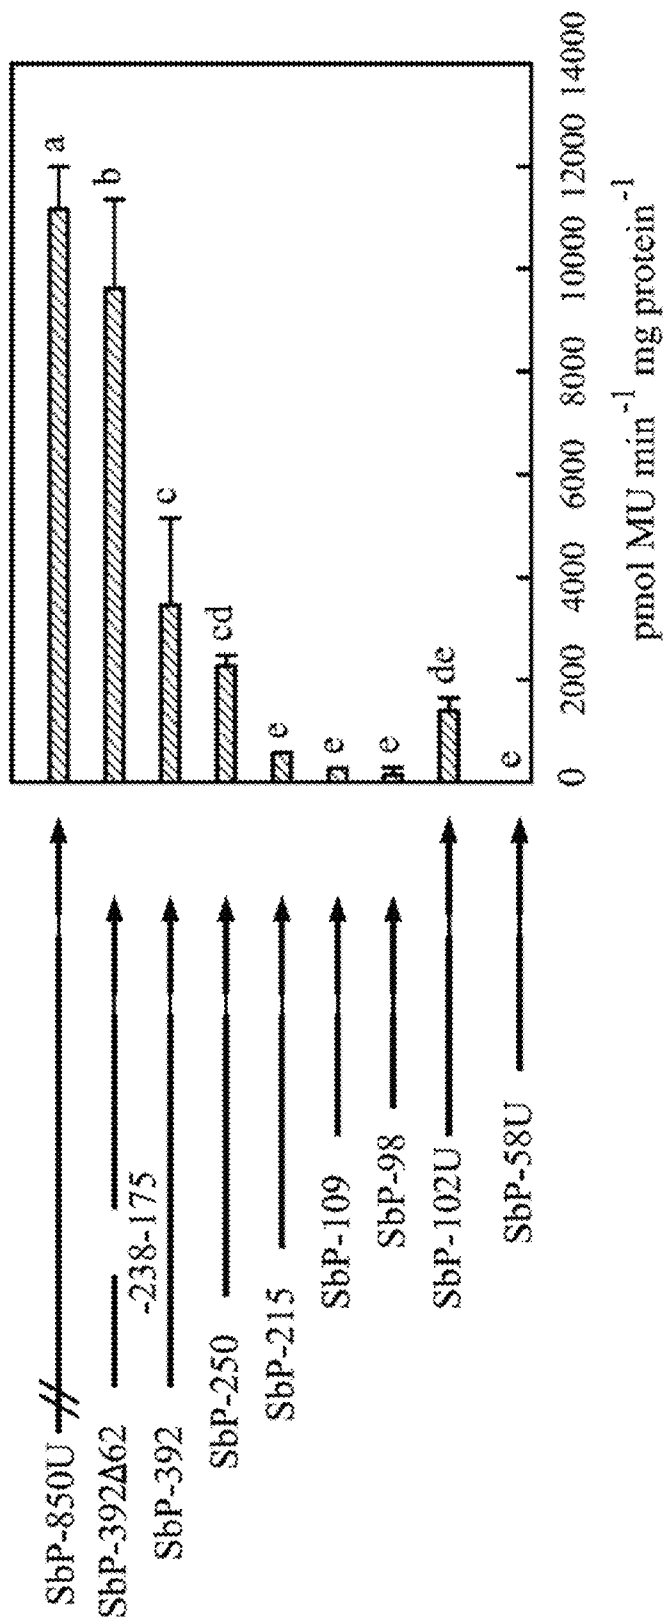 SbP-850U
SbP-392Δ62
-238-175
SbP-392
SbP-250
SbP-215
SbP-109
SbP-98
SbP-102U
SbP-58U
a
b
c
cd
e
e
e
de
e
0 2000 4000 6000 8000 10000 12000 14000
pmol MU min⁻¹ mg protein⁻¹